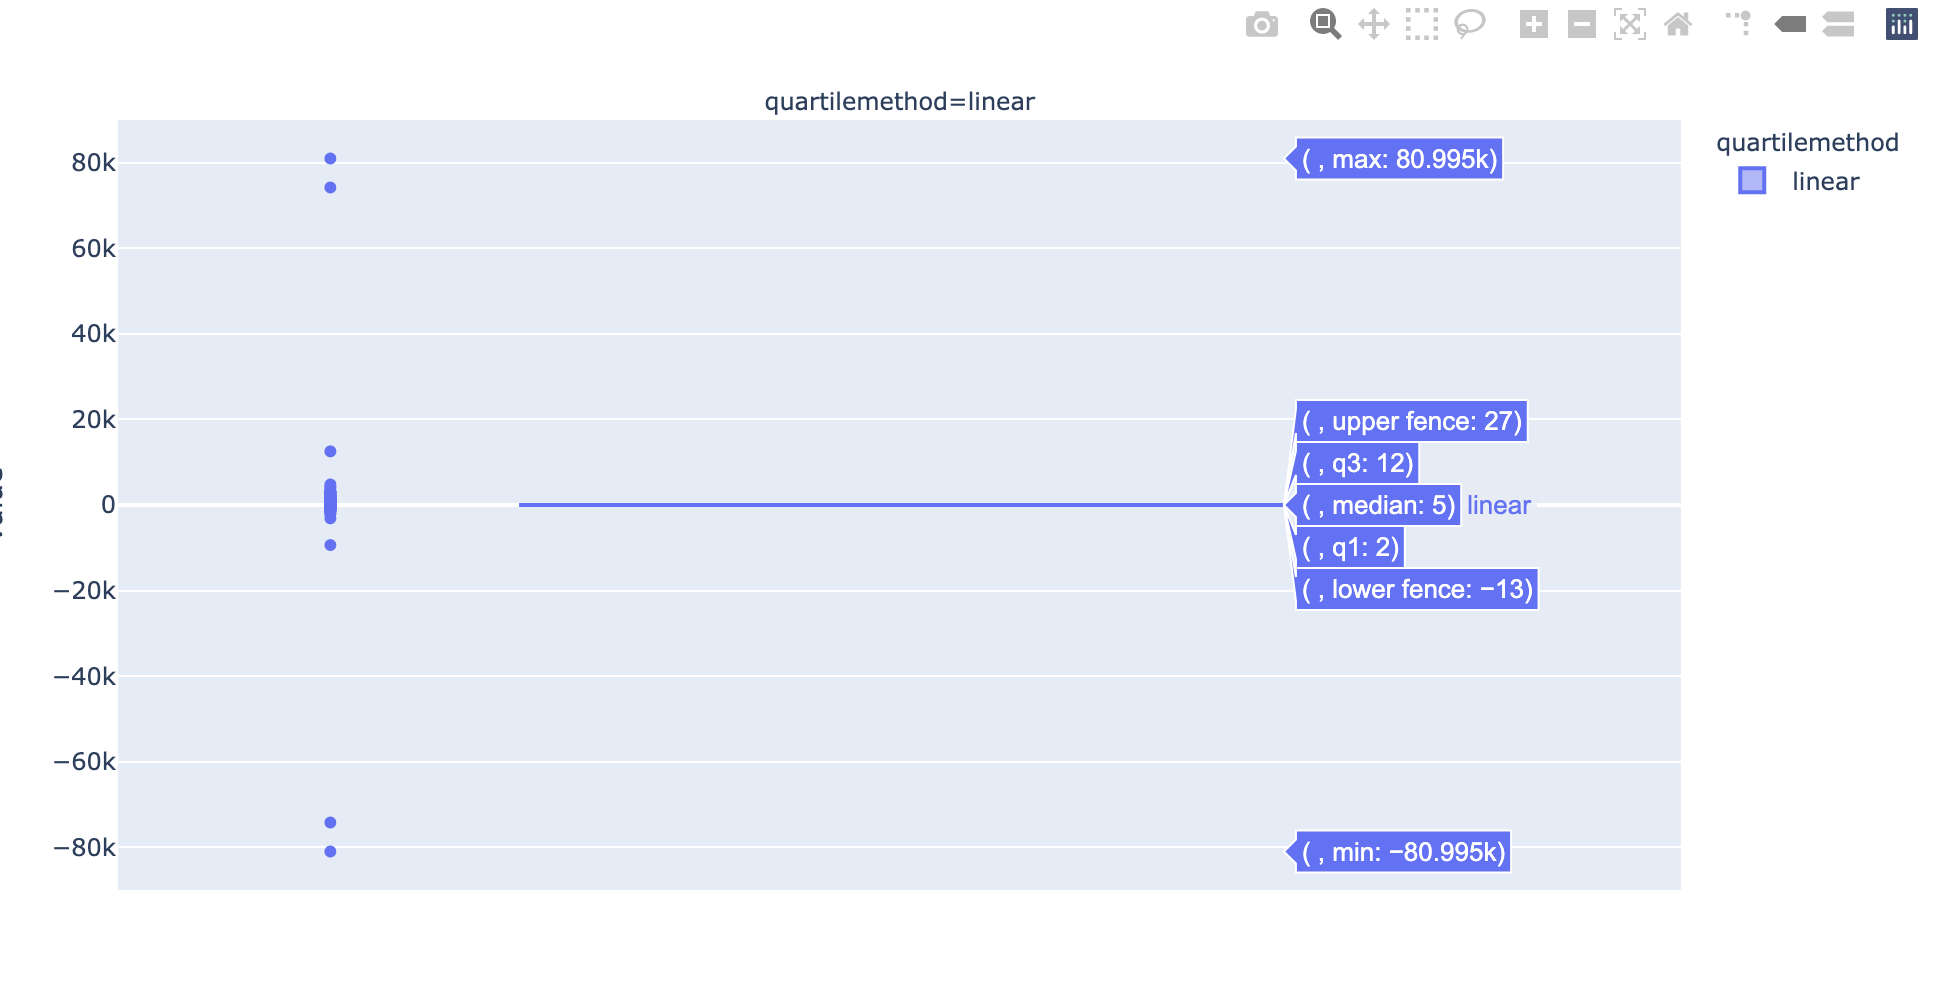 quartilemethod=linear
quartilemethod
linear
80k
60k
40k
20k
0
−20k
−40k
−60k
−80k
( , max: 80.995k)
( , upper fence: 27)
( , q3: 12)
( , median: 5) linear
( , q1: 2)
( , lower fence: −13)
( , min: −80.995k)